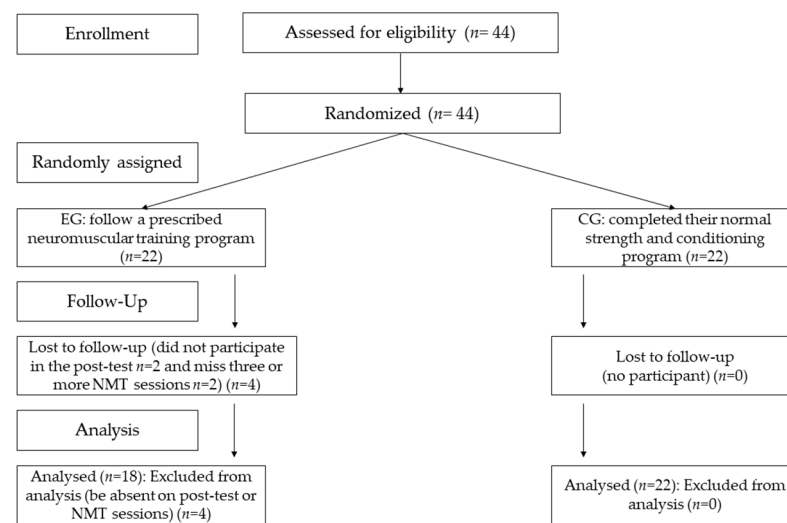 Enrollment
Assessed for eligibility (n= 44)
Randomized (n= 44)
Randomly assigned
EG: follow a prescribed
neuromuscular training program
(n=22)
CG: completed their normal
strength and conditioning
program (n=22)
Follow-Up
Lost to follow-up (did not participate
in the post-test n=2 and miss three or
more NMT sessions n=2) (n=4)
Lost to follow-up
(no participant) (n=0)
Analysis
Analysed (n=18): Excluded from
analysis (be absent on post-test or
NMT sessions) (n=4)
Analysed (n=22): Excluded from
analysis (n=0)